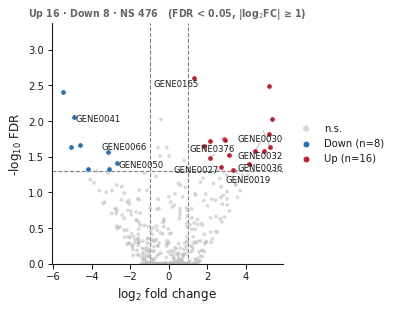 Up 16 · Down 8 · NS 476 (FDR < 0.05, |log₂FC| ≥ 1)
3.0
2.5
2.0
1.5
1.0
0.5
0.0
-log₁₀ FDR
GENE0165
GENE0041
GENE0030
GENE0066
GENE0376
GENE0032
GENE0050
GENE0027
GENE0036
GENE0019
n.s.
Down (n=8)
Up (n=16)
−6
−4
−2
0
2
4
log₂ fold change